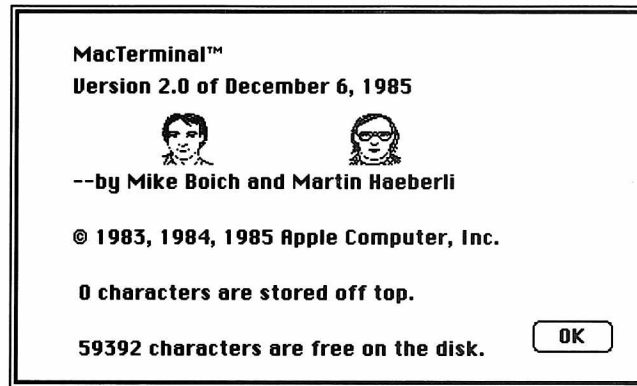 MacTerminal™
Version 2.0 of December 6, 1985
--by Mike Boich and Martin Haeberli
© 1983, 1984, 1985 Apple Computer, Inc.
0 characters are stored off top.
59392 characters are free on the disk.
OK